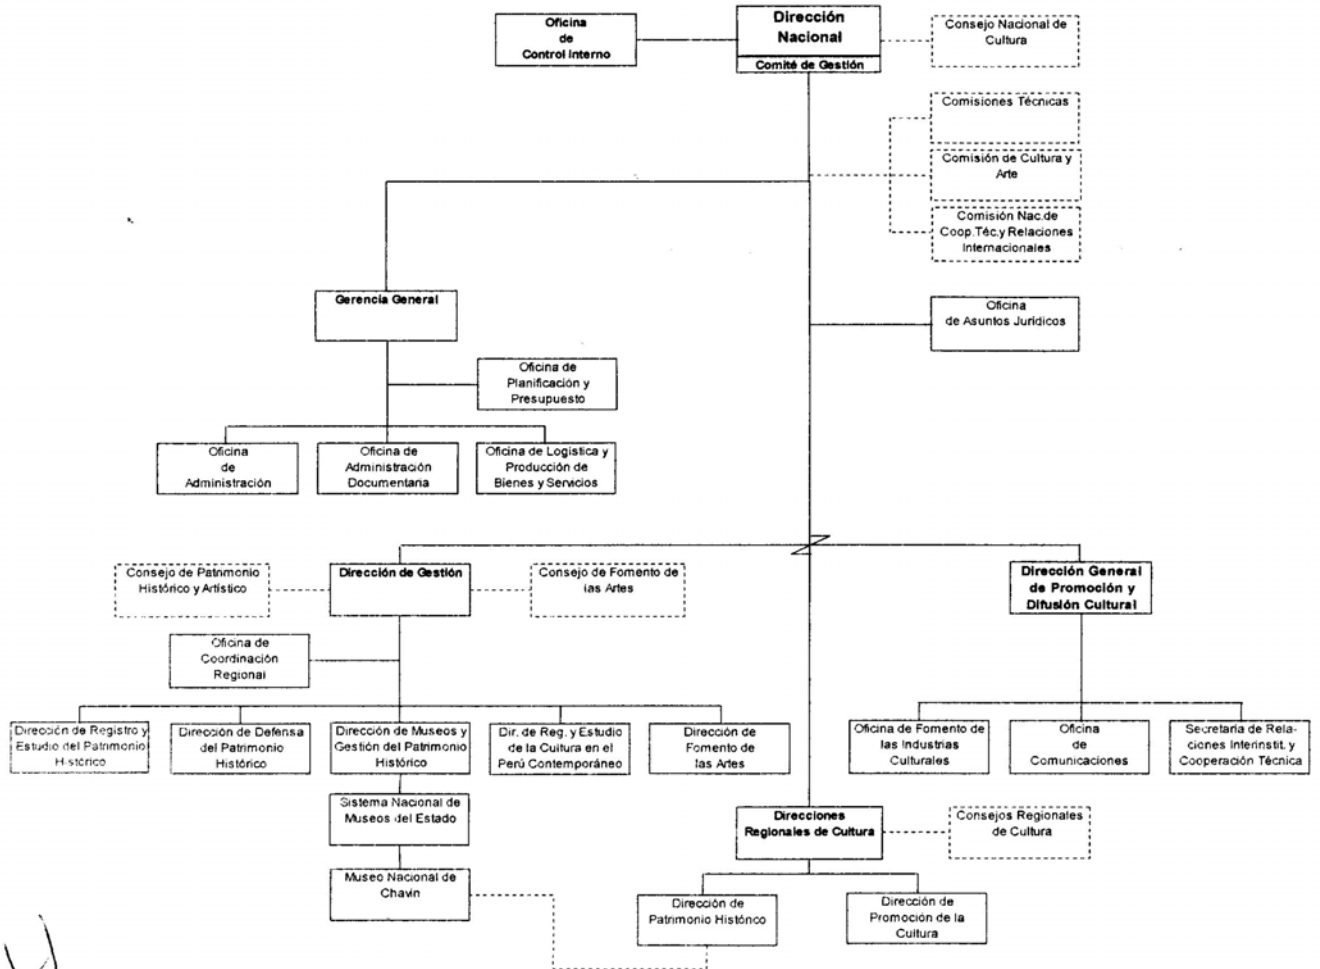 Oficina
de
Control Interno
Dirección
Nacional
Comité de Gestión
Consejo Nacional de
Cultura
Comisiones Técnicas
Comisión de Cultura y
Arte
Comisión Nac.de
Coop.Téc.y Relaciones
Internacionales
Gerencia General
Oficina
de Asuntos Jurídicos
Oficina de
Planificación y
Presupuesto
Oficina
de
Administración
Oficina de
Administración
Documentaria
Oficina de Logística y
Producción de
Bienes y Servicios
Consejo de Patrimonio
Histórico y Artístico
Dirección de Gestión
Consejo de Fomento de
las Artes
Dirección General
de Promoción y
Difusión Cultural
Oficina de
Coordinación
Regional
Dirección de Registro y
Estudio del Patrimonio
Histórico
Dirección de Defensa
del Patrimonio
Histórico
Dirección de Museos y
Gestión del Patrimonio
Histórico
Dir. de Reg. y Estudio
de la Cultura en el
Perú Contemporáneo
Dirección de
Fomento de
las Artes
Oficina de Fomento de
las Industrias
Culturales
Oficina
de
Comunicaciones
Secretaría de Rela-
ciones Interinstit. y
Cooperación Técnica
Sistema Nacional de
Museos del Estado
Direcciones
Regionales de Cultura
Consejos Regionales
de Cultura
Museo Nacional de
Chavín
Dirección de
Patrimonio Histórico
Dirección de
Promoción de la
Cultura